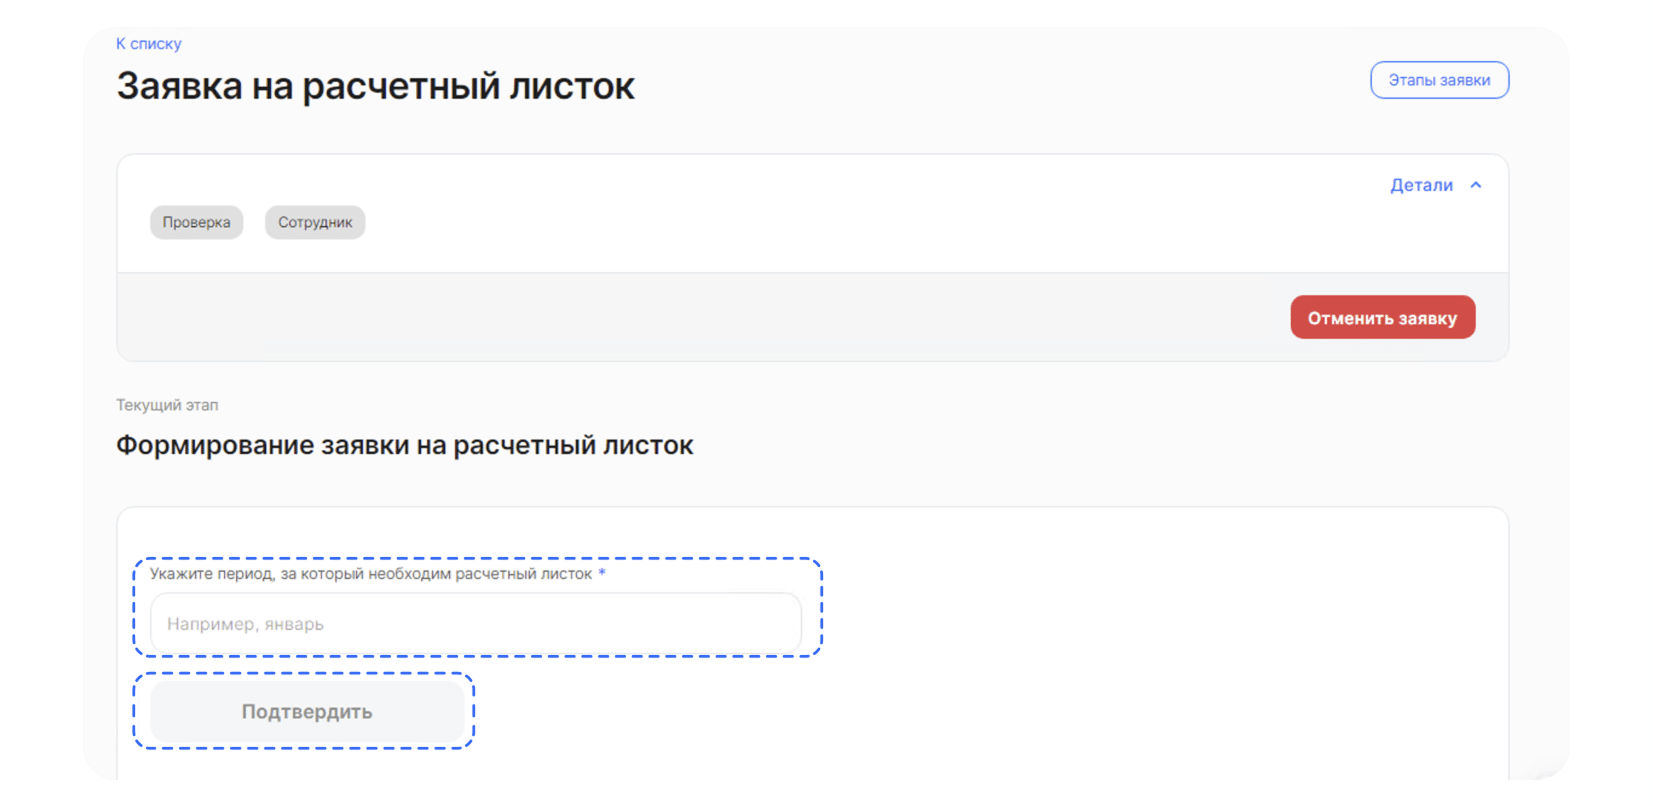 К списку
Заявка на расчетный листок
Этапы заявки
Детали
Проверка
Сотрудник
Отменить заявку
Текущий этап
Формирование заявки на расчетный листок
Укажите период, за который необходим расчетный листок *
Например, январь
Подтвердить